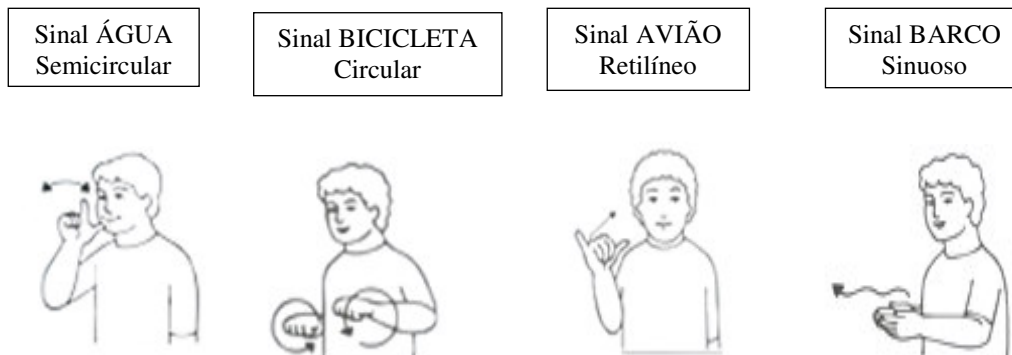 Sinal ÁGUA
Semicircular
Sinal BICICLETA
Circular
Sinal AVIÃO
Retilíneo
Sinal BARCO
Sinuoso